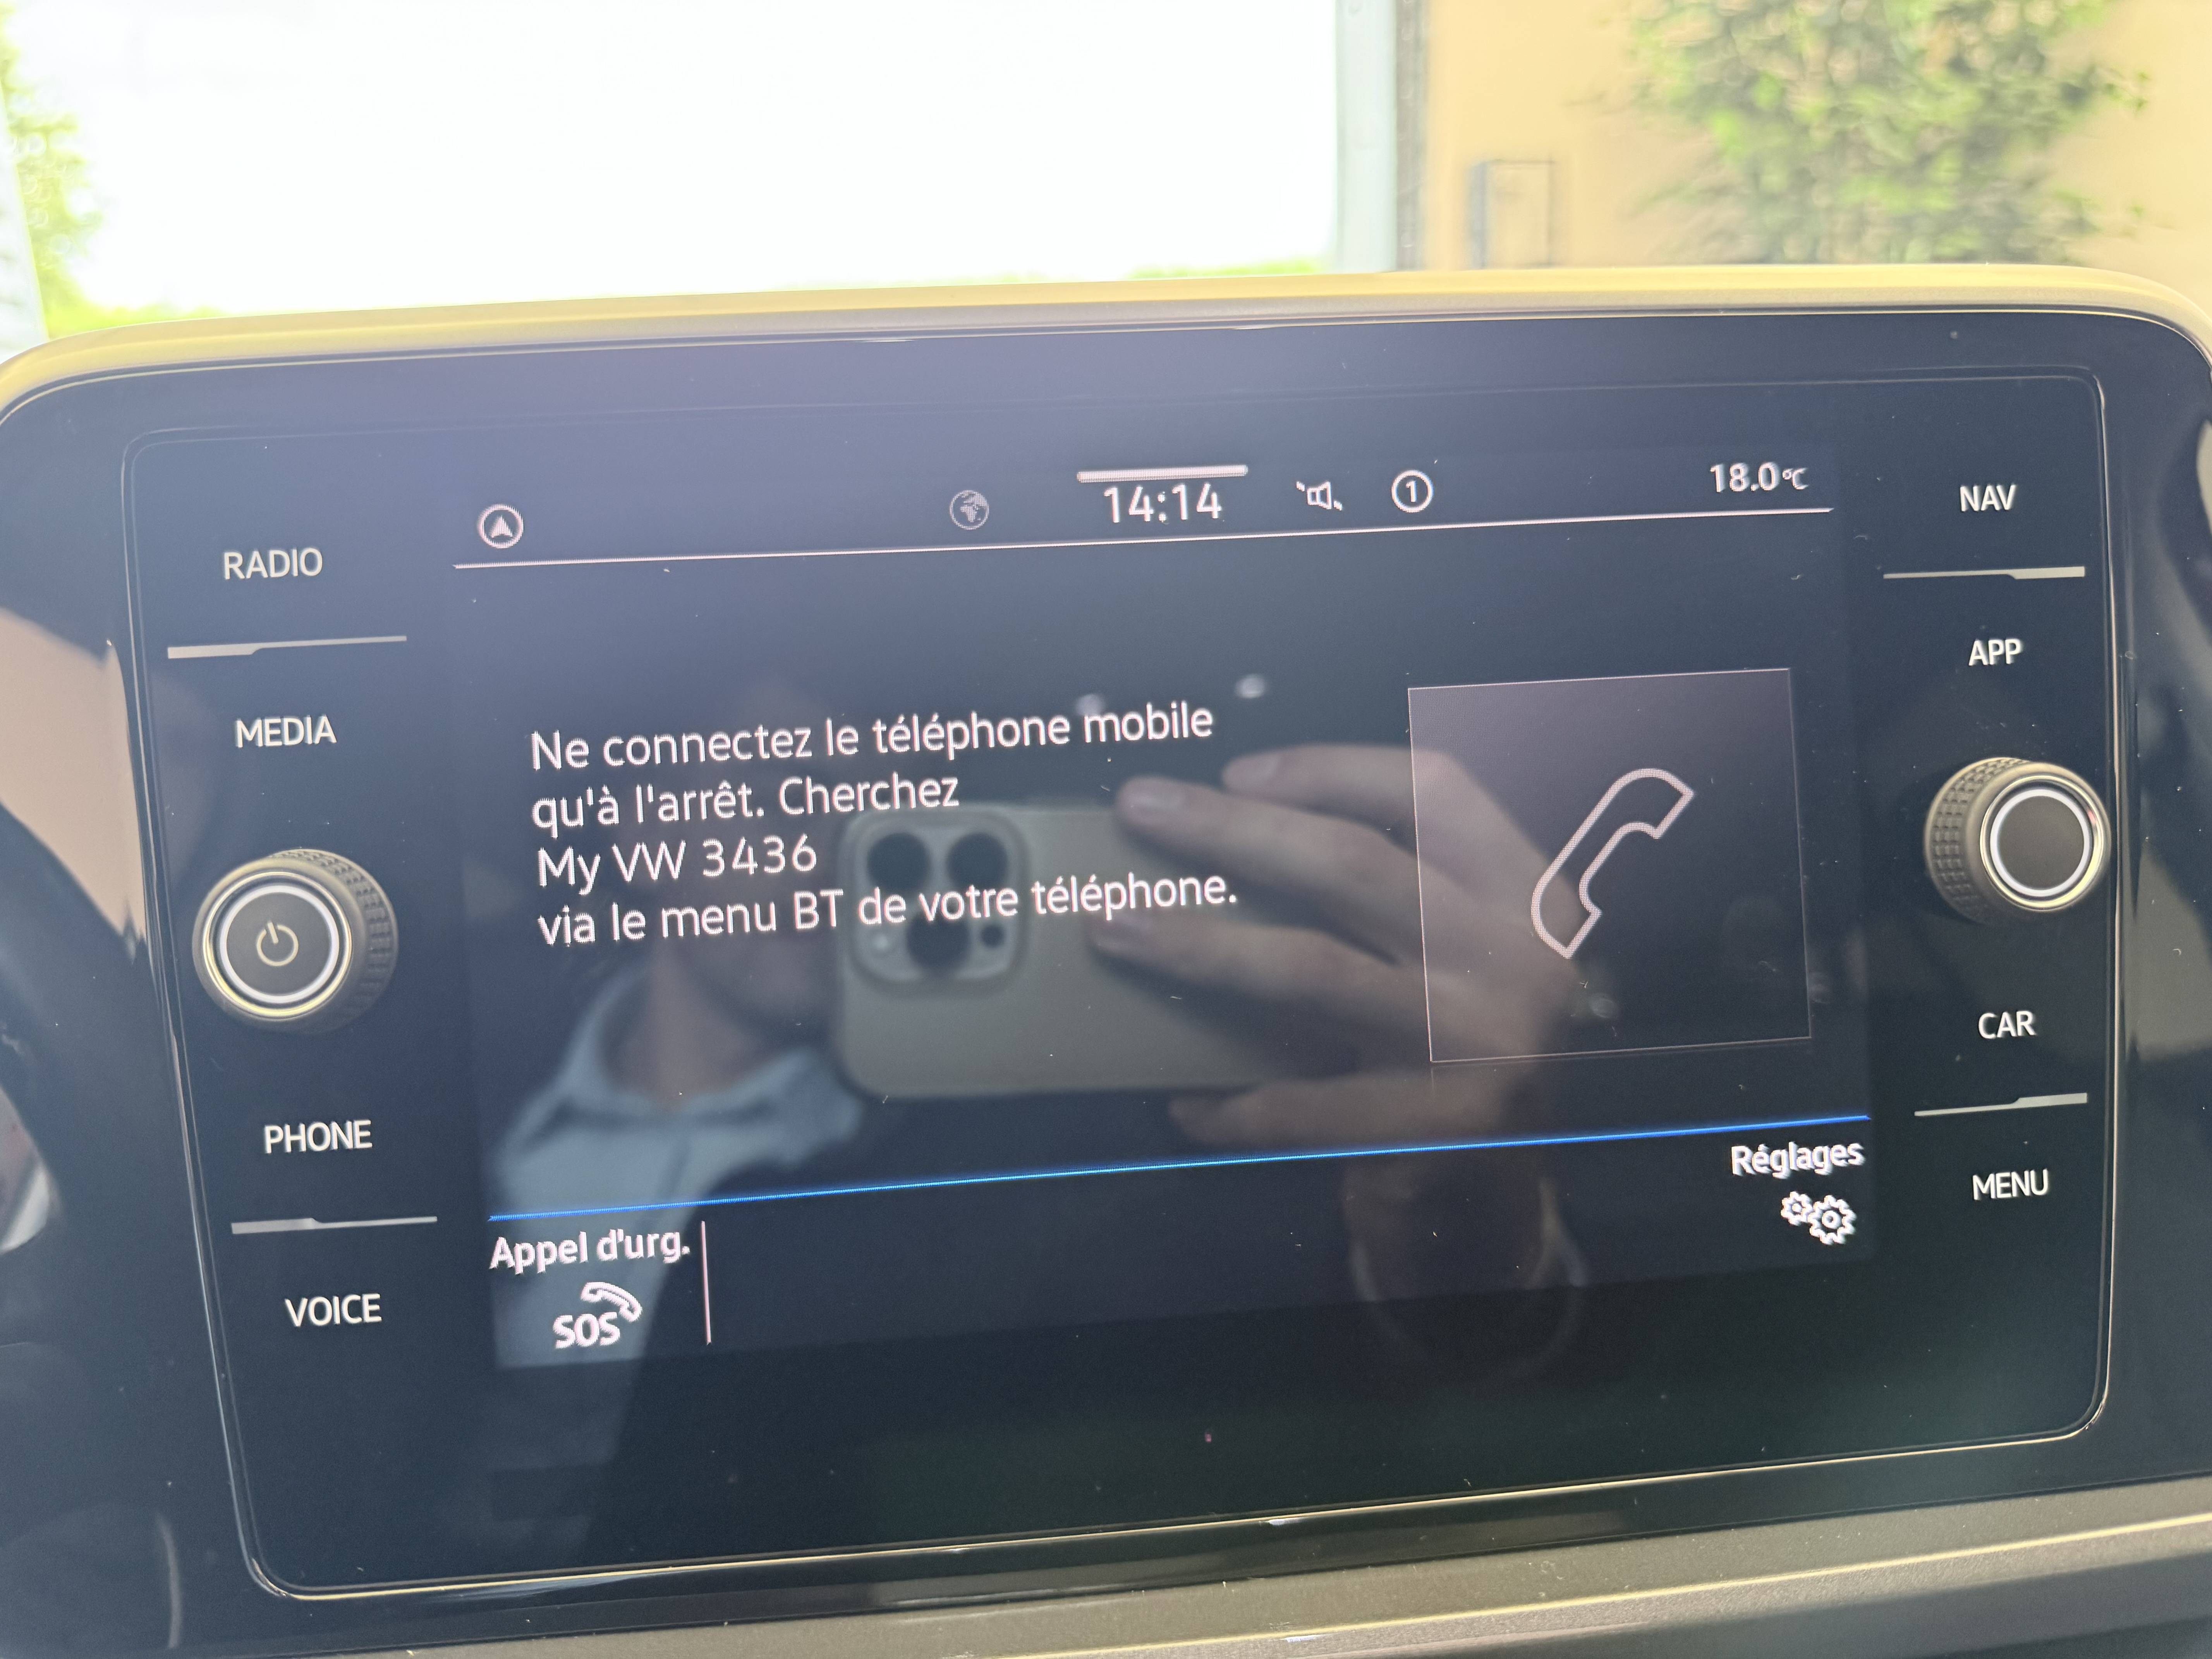 14:14
1
18.0°C
NAV
RADIO
APP
MEDIA
Ne connectez le téléphone mobile
qu'à l'arrêt. Cherchez
My VW 3436
via le menu BT de votre téléphone.
CAR
PHONE
Réglages
MENU
Appel d'urg.
SOS
VOICE